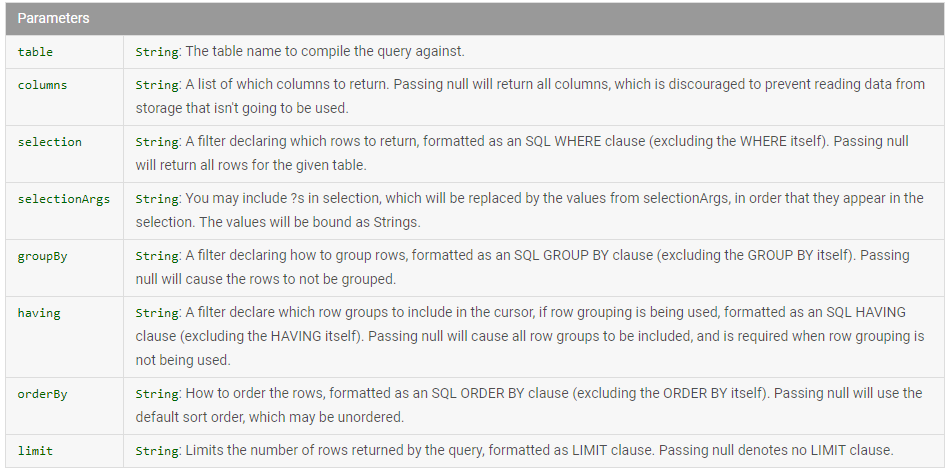 Parameters
table String: The table name to compile the query against.
columns String: A list of which columns to return. Passing null will return all columns, which is discouraged to prevent reading data from
storage that isn't going to be used.
selection String: A filter declaring which rows to return, formatted as an SQL WHERE clause (excluding the WHERE itself). Passing null
will return all rows for the given table.
selectionArgs String: You may include ?s in selection, which will be replaced by the values from selectionArgs, in order that they appear in the
selection. The values will be bound as Strings.
groupBy String: A filter declaring how to group rows, formatted as an SQL GROUP BY clause (excluding the GROUP BY itself). Passing
null will cause the rows to not be grouped.
having String: A filter declare which row groups to include in the cursor, if row grouping is being used, formatted as an SQL HAVING
clause (excluding the HAVING itself). Passing null will cause all row groups to be included, and is required when row grouping is
not being used.
orderBy String: How to order the rows, formatted as an SQL ORDER BY clause (excluding the ORDER BY itself). Passing null will use the
default sort order, which may be unordered.
limit String: Limits the number of rows returned by the query, formatted as LIMIT clause. Passing null denotes no LIMIT clause.